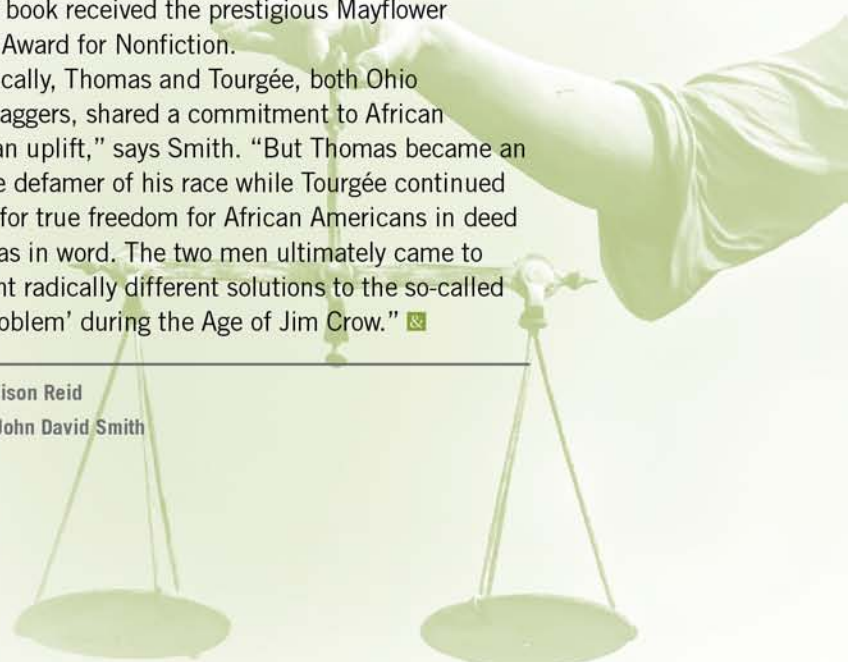 book received the prestigious Mayflower
Award for Nonfiction.
cally, Thomas and Tourgée, both Ohio
aggers, shared a commitment to African
an uplift,” says Smith. “But Thomas became an
e defamer of his race while Tourgée continued
for true freedom for African Americans in deed
as in word. The two men ultimately came to
nt radically different solutions to the so-called
oblem’ during the Age of Jim Crow.” &
ison Reid
John David Smith